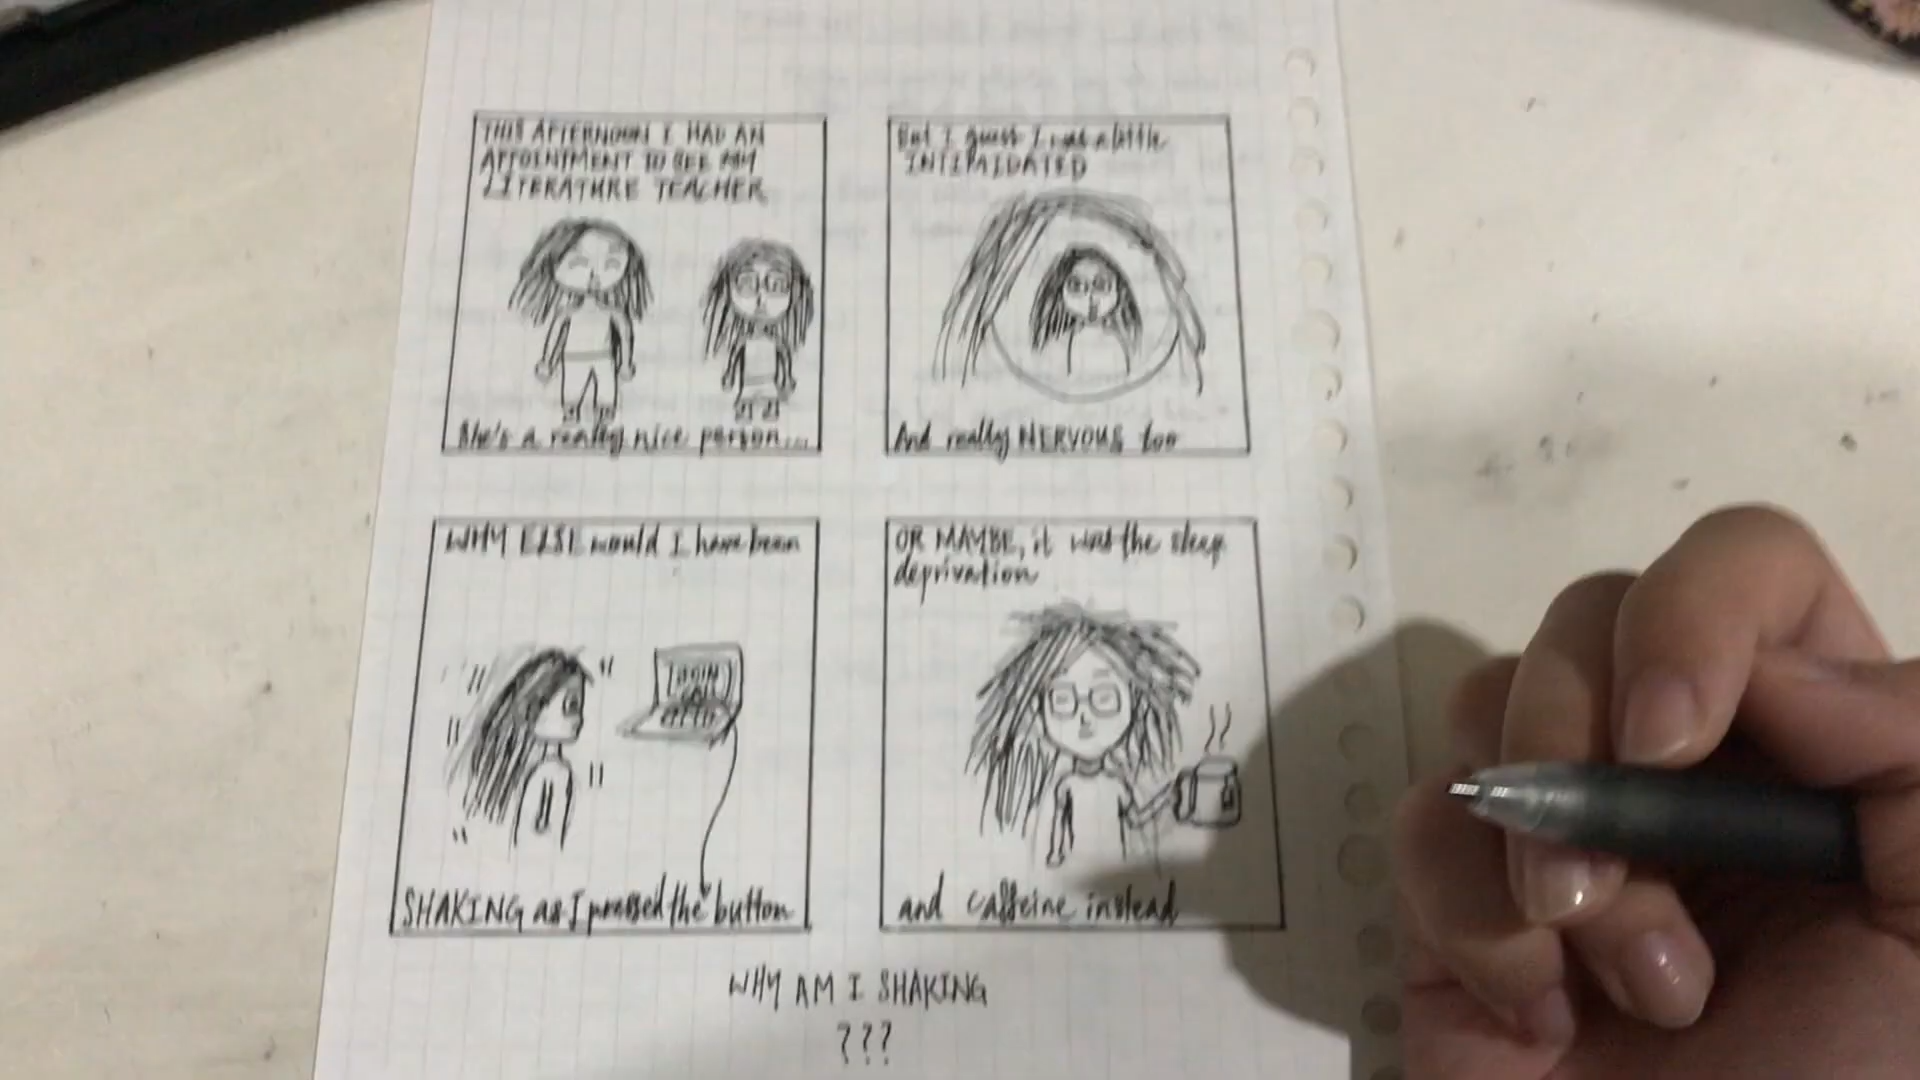 THIS AFTERNOON I HAD AN
APPOINTMENT TO SEE MY
LITERATURE TEACHER
She's a really nice person...
But I guess I was a little
INTIMIDATED
And really NERVOUS too
WHY ELSE would I have been
JOIN
SHAKING as I pressed the button
OR MAYBE, it was the sleep
deprivation
and caffeine instead
WHY AM I SHAKING
???